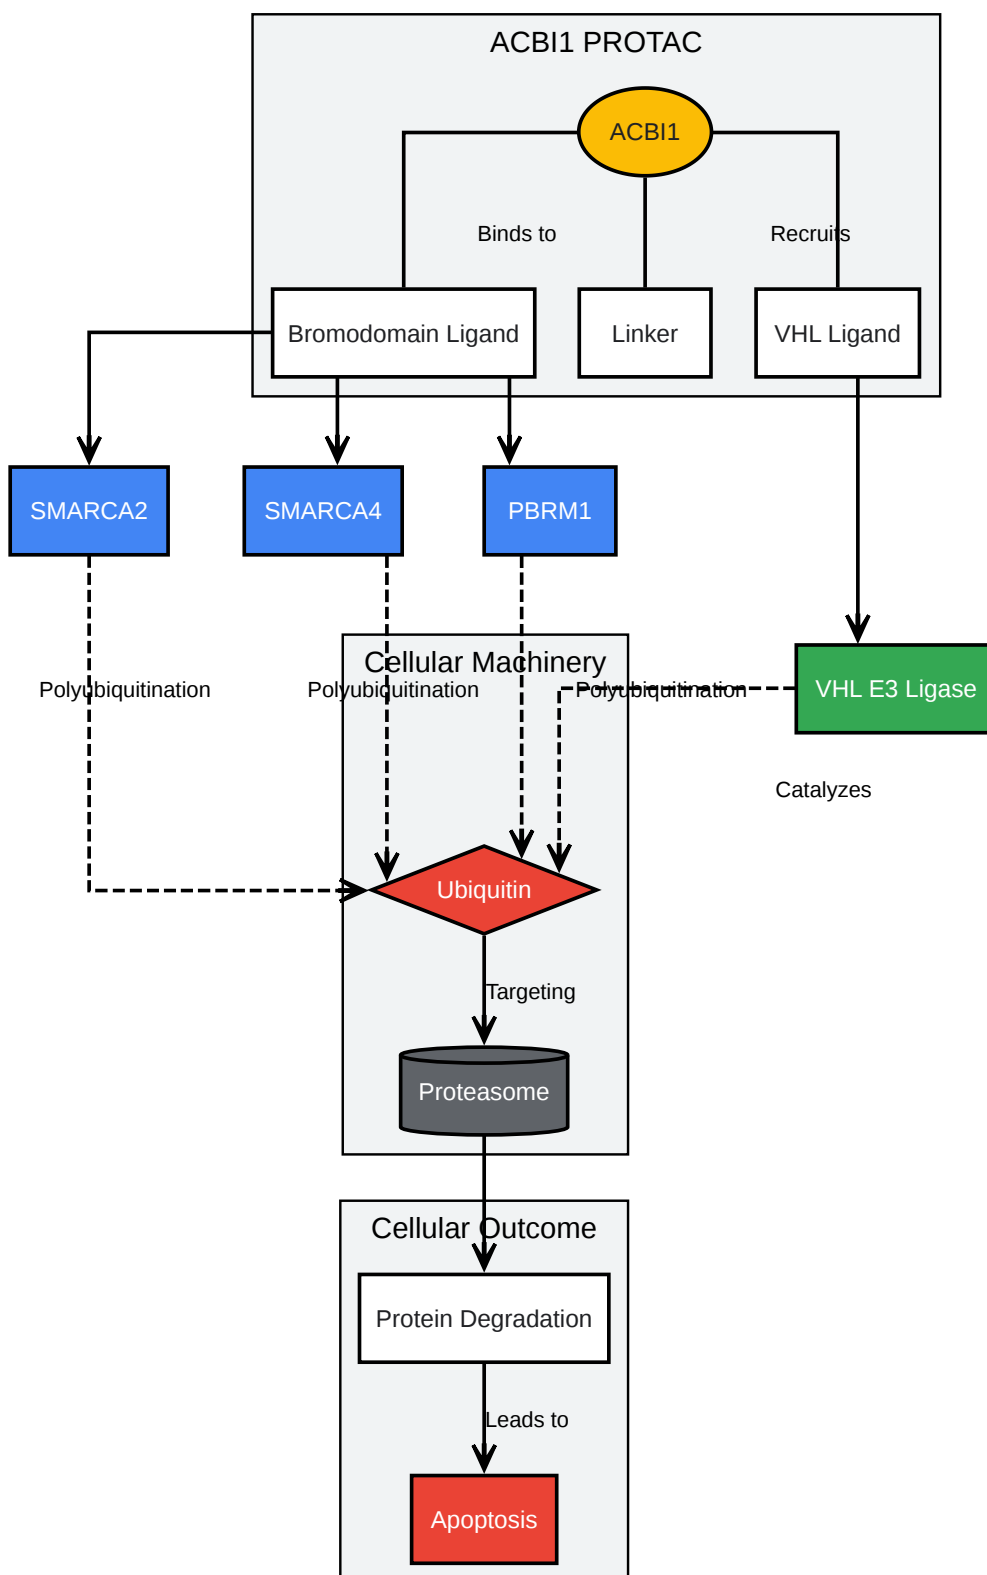 ACBI1 PROTAC
ACBI1
Binds to
Recruits
Bromodomain Ligand
Linker
VHL Ligand
SMARCA2
SMARCA4
PBRM1
Cellular Machinery
Polyubiquitination
Polyubiquitination
Polyubiquitination
VHL E3 Ligase
Catalyzes
Ubiquitin
Targeting
Proteasome
Cellular Outcome
Protein Degradation
Leads to
Apoptosis